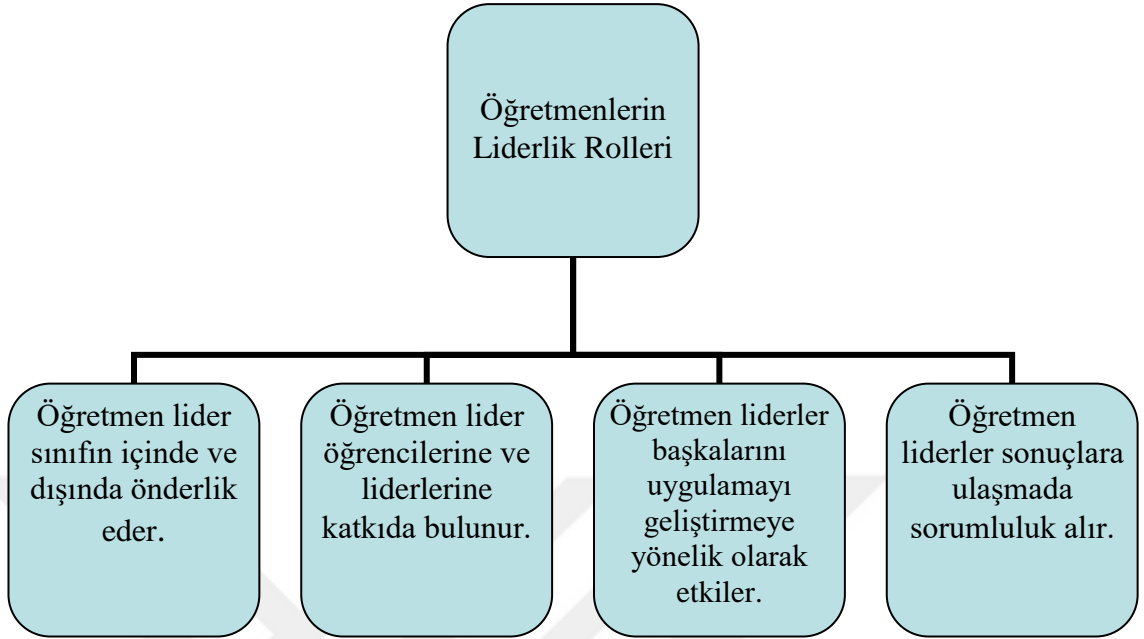 Öğretmenlerin
Liderlik Rolleri
Öğretmen lider
sınıfın içinde ve
dışında önderlik
eder.
Öğretmen lider
öğrencilerine ve
liderlerine
katkıda bulunur.
Öğretmen liderler
başkalarını
uygulamayı
geliştirmeye
yönelik olarak
etkiler.
Öğretmen
liderler sonuçlara
ulaşmada
sorumluluk alır.